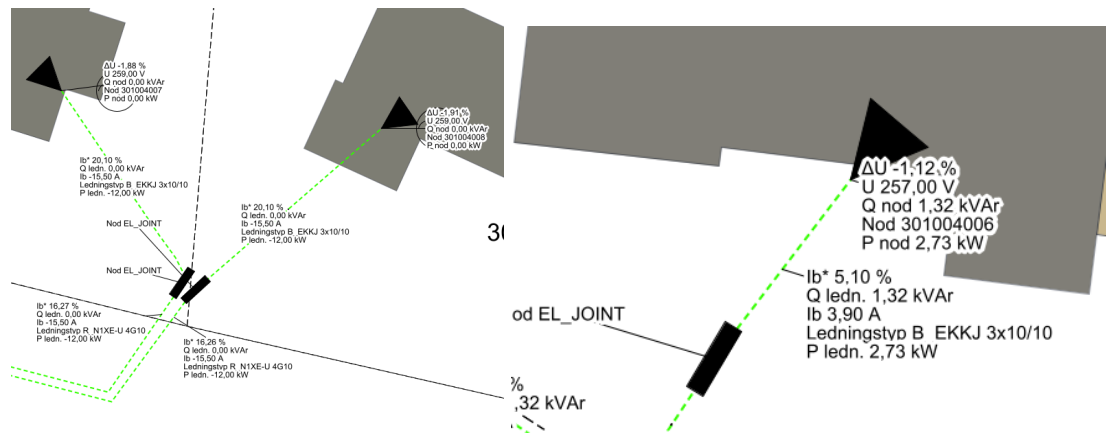 ΔU -1,88 %
U 259,00 V
Q nod 0,00 kVAr
Nod 301004007
P nod 0,00 kW
ΔU -1,91 %
U 259,00 V
Q nod 0,00 kVAr
Nod 301004008
P nod 0,00 kW
Ib* 20,10 %
Q ledn. 0,00 kVAr
Ib -15,50 A
Ledningstyp B_EKKJ 3x10/10
P ledn. -12,00 kW
Ib* 20,10 %
Q ledn. 0,00 kVAr
Ib -15,50 A
Ledningstyp B_EKKJ 3x10/10
P ledn. -12,00 kW
Nod EL_JOINT
Nod EL_JOINT
Ib* 16,27 %
Q ledn. 0,00 kVAr
Ib -15,50 A
Ledningstyp R_N1XE-U 4G10
P ledn. -12,00 kW
Ib* 16,26 %
Q ledn. 0,00 kVAr
Ib -15,50 A
Ledningstyp R_N1XE-U 4G10
P ledn. -12,00 kW
ΔU -1,12 %
U 257,00 V
Q nod 1,32 kVAr
Nod 301004006
P nod 2,73 kW
Ib* 5,10 %
Q ledn. 1,32 kVAr
Ib 3,90 A
Ledningstyp B_EKKJ 3x10/10
P ledn. 2,73 kW
od EL_JOINT
%
,32 kVAr